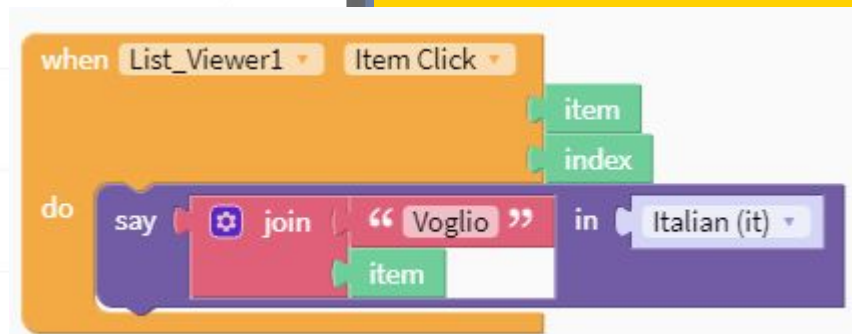 when List_Viewer1 Item Click
item
index
do say join “ Voglio ” in Italian (it)
item